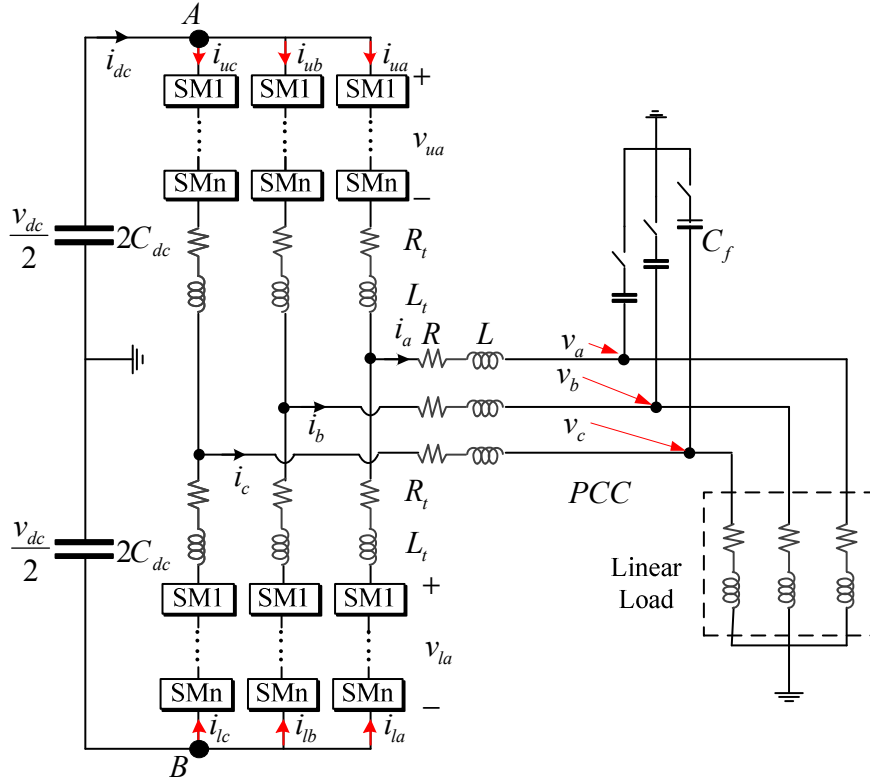 A
i_dc
i_uc i_ub i_ua
+
SM1 SM1 SM1
v_ua
SMn SMn SMn
−
v_dc/2 2C_dc
R_t
C_f
L_t
i_a R L
v_a
v_b
i_b
v_c
i_c
R_t
PCC
v_dc/2 2C_dc
L_t
Linear
Load
+
SM1 SM1 SM1
v_la
SMn SMn SMn
−
i_lc i_lb i_la
B